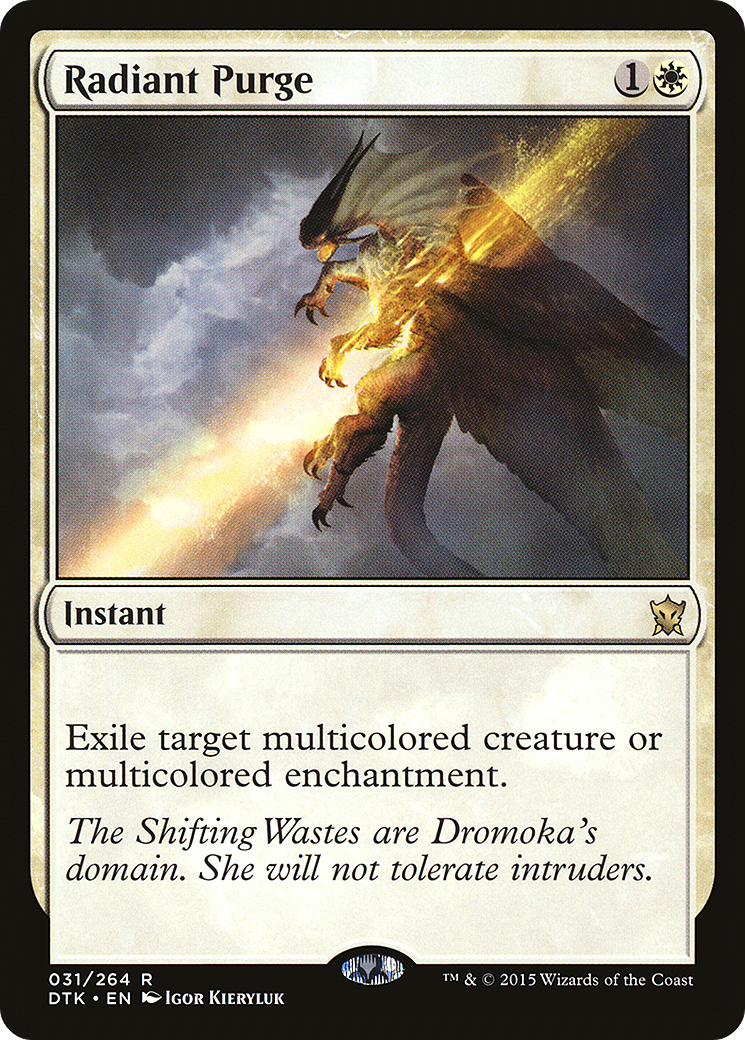 Radiant Purge
1
Instant
Exile target multicolored creature or
multicolored enchantment.
The Shifting Wastes are Dromoka's
domain. She will not tolerate intruders.
031/264 R
DTK • EN Igor Kieryluk
™ & © 2015 Wizards of the Coast